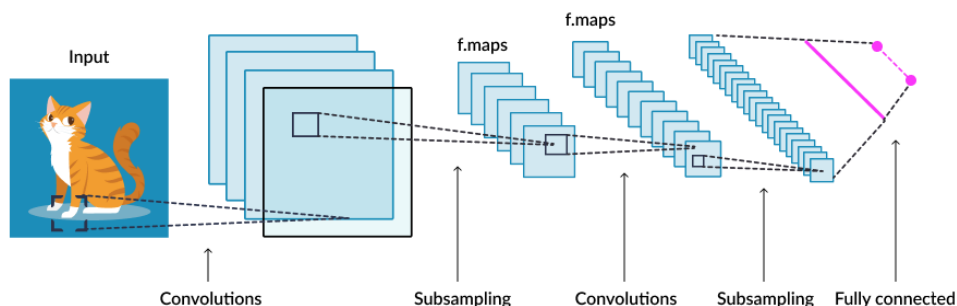 Input
f.maps
f.maps
Convolutions
Subsampling
Convolutions
Subsampling
Fully connected